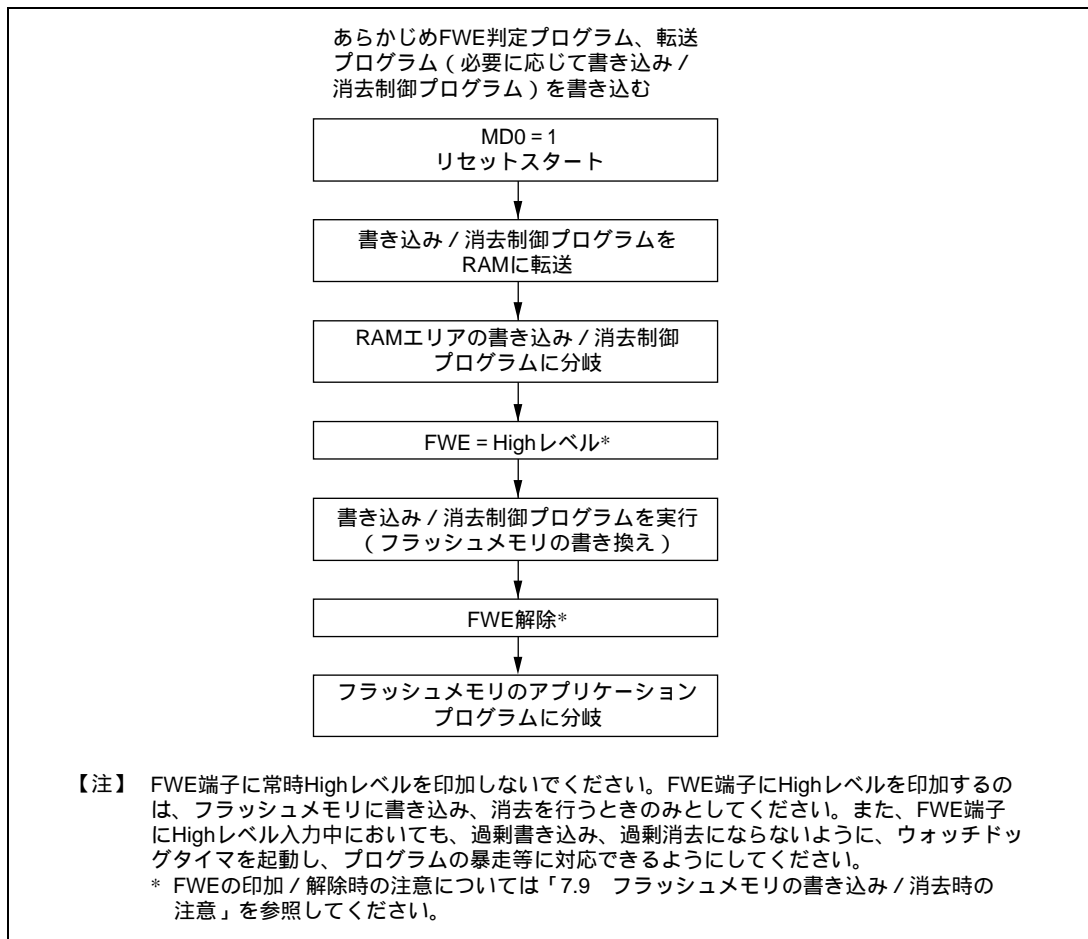 あらかじめFWE判定プログラム、転送
プログラム（必要に応じて書き込み／
消去制御プログラム）を書き込む
MD0 = 1
リセットスタート
書き込み／消去制御プログラムを
RAMに転送
RAMエリアの書き込み／消去制御
プログラムに分岐
FWE = Highレベル*
書き込み／消去制御プログラムを実行
（フラッシュメモリの書き換え）
FWE解除*
フラッシュメモリのアプリケーション
プログラムに分岐
【注】 FWE端子に常時Highレベルを印加しないでください。FWE端子にHighレベルを印加するの
は、フラッシュメモリに書き込み、消去を行うときのみとしてください。また、FWE端子
にHighレベル入力中においても、過剰書き込み、過剰消去にならないように、ウォッチドッ
グタイマを起動し、プログラムの暴走等に対応できるようにしてください。
* FWEの印加／解除時の注意については「7.9 フラッシュメモリの書き込み／消去時の
注意」を参照してください。